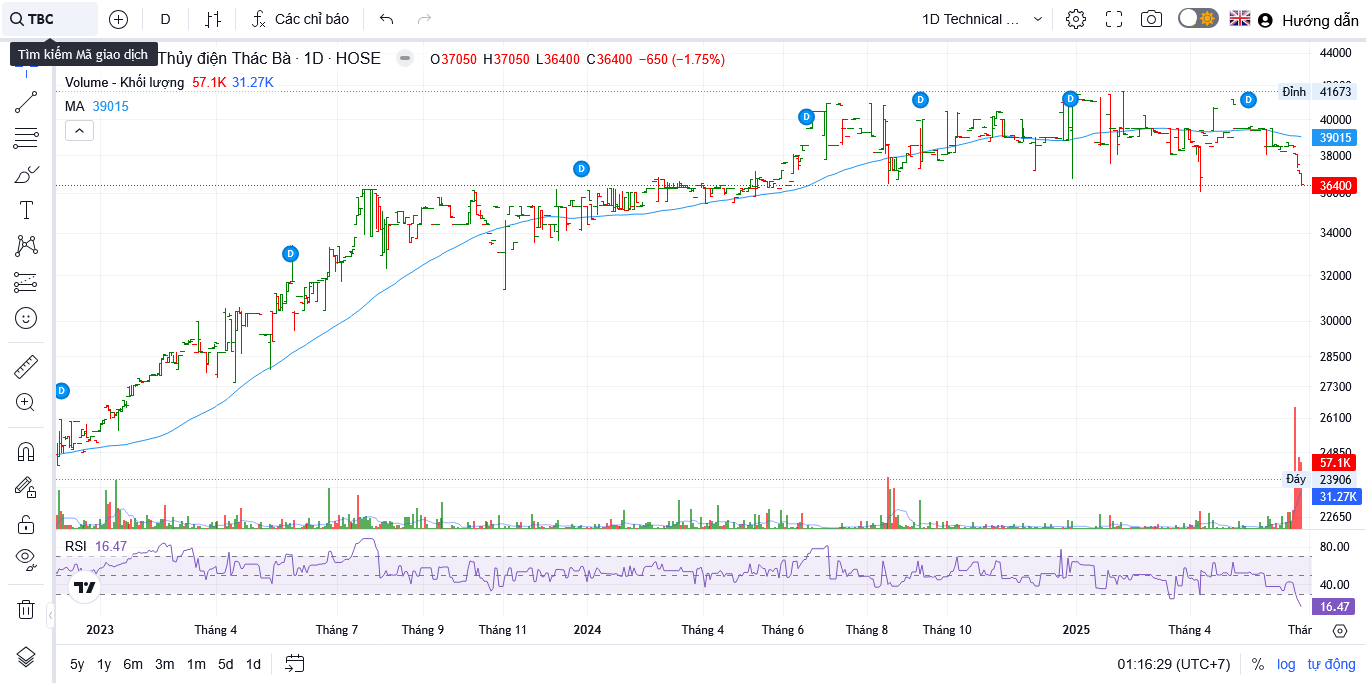 TBC D Các chỉ báo 1D Technical ... Hướng dẫn
Tìm kiếm Mã giao dịch
Thủy điện Thác Bà · 1D · HOSE O37050 H37050 L36400 C36400 −650 (−1.75%)
Volume - Khối lượng 57.1K 31.27K
MA 39015
44000
Đỉnh 41673
40000
39015
38000
36400
34000
32000
30000
28500
27300
26100
24850
57.1K
Đáy 23906
31.27K
22650
D
D
D
D
D
D
D
RSI 16.47
80.00
40.00
16.47
2023 Tháng 4 Tháng 7 Tháng 9 Tháng 11 2024 Tháng 4 Tháng 6 Tháng 8 Tháng 10 2025 Tháng 4 Thár
5y 1y 6m 3m 1m 5d 1d 01:16:29 (UTC+7) % log tự động